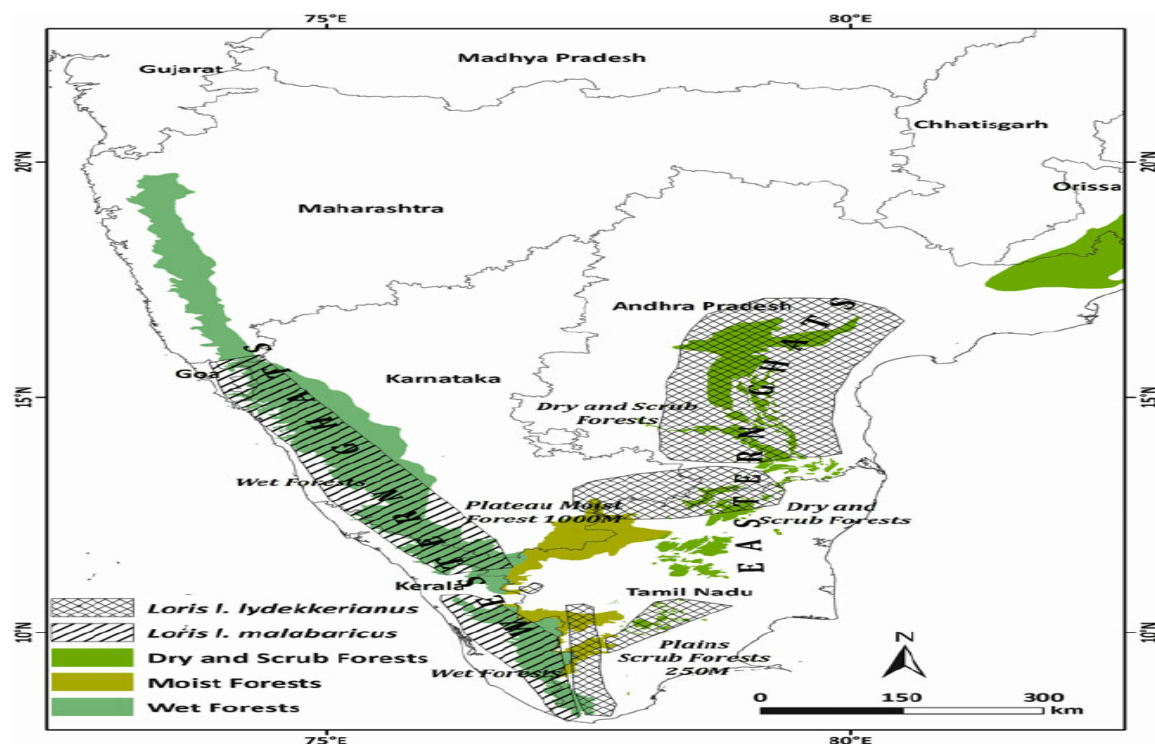 75°E
80°E
Madhya Pradesh
Gujarat
Chhatisgarh
20°N
20°N
Orissa
Maharashtra
Andhra Pradesh
Goa
Karnataka
15°N
15°N
Dry and Scrub
Forests
WESTERN GHATS
EASTERN GHATS
Wet Forests
Plateau Moist
Forest 1000M
Dry and
Scrub Forests
Kerala
Tamil Nadu
10°N
10°N
Plains
Scrub Forests
250M
Wet Forests
Loris l. lydekkerianus
Loris l. malabaricus
Dry and Scrub Forests
Moist Forests
Wet Forests
N
0 150 300
km
75°E
80°E